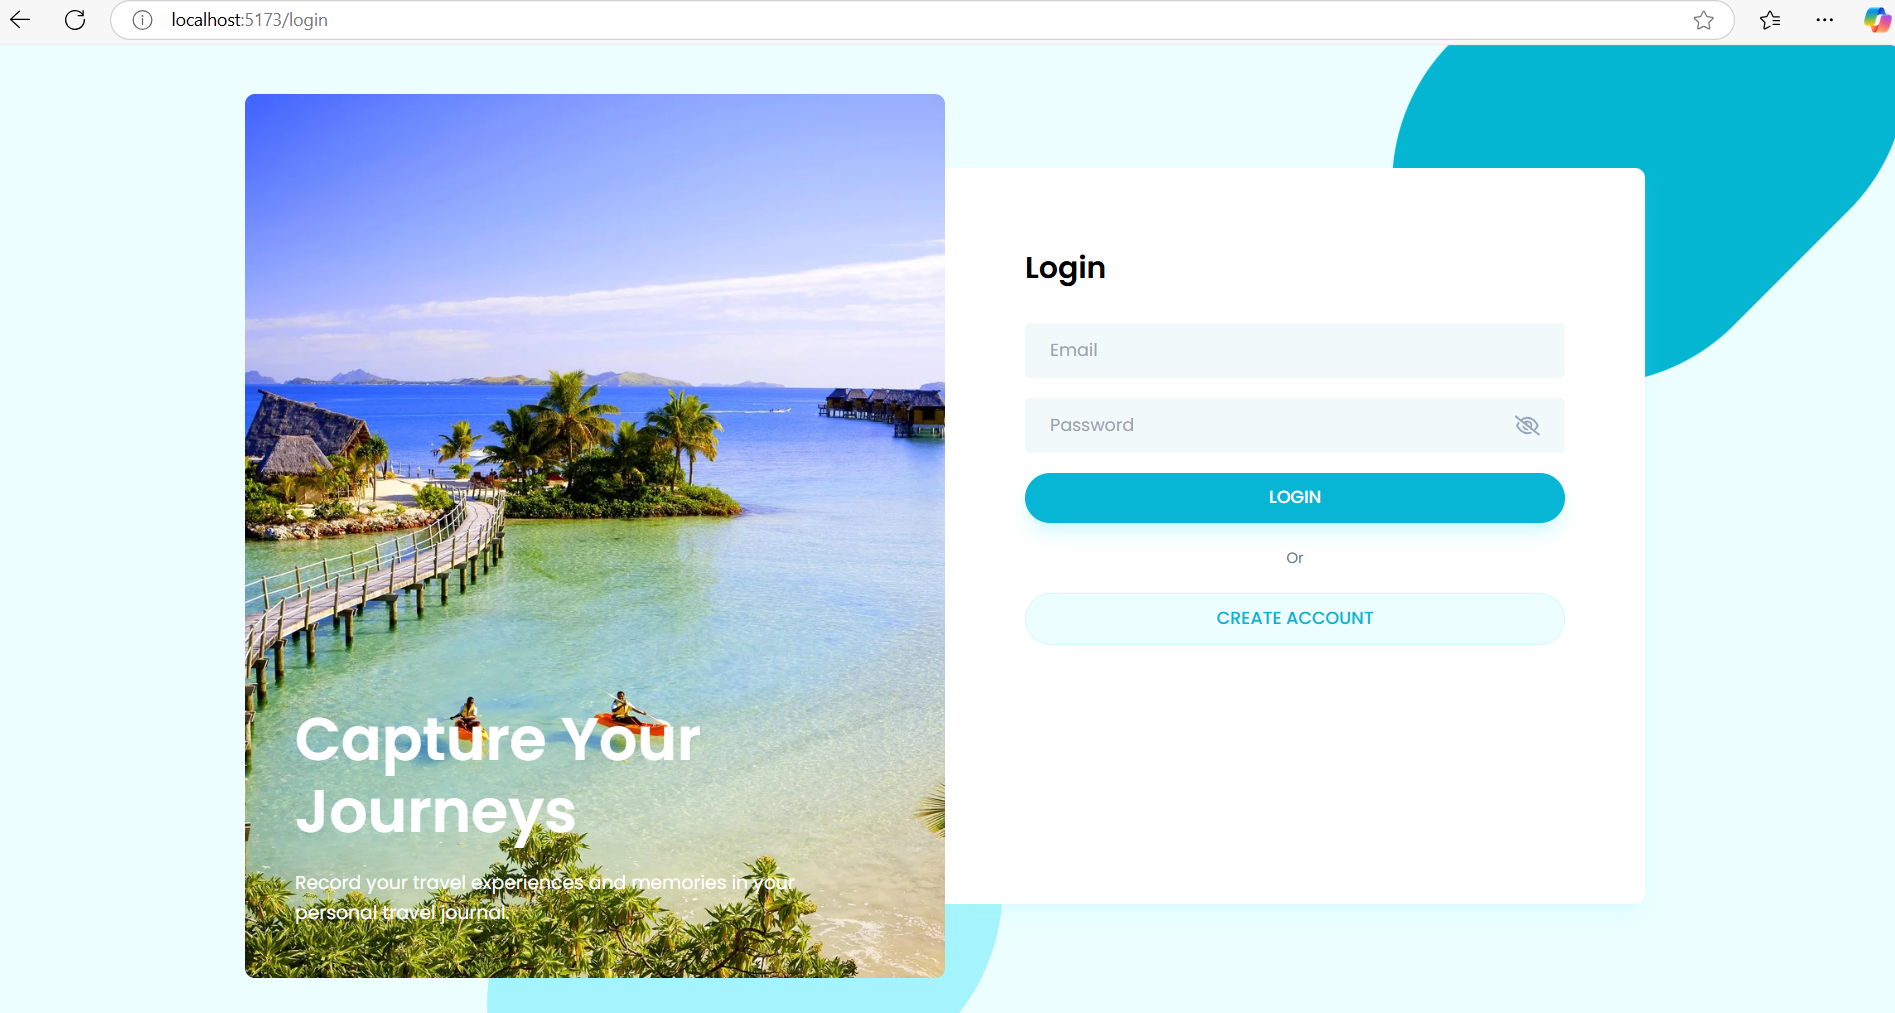 localhost:5173/login
Capture Your
Journeys
Record your travel experiences and memories in your
personal travel journal.
Login
Email
Password
LOGIN
Or
CREATE ACCOUNT